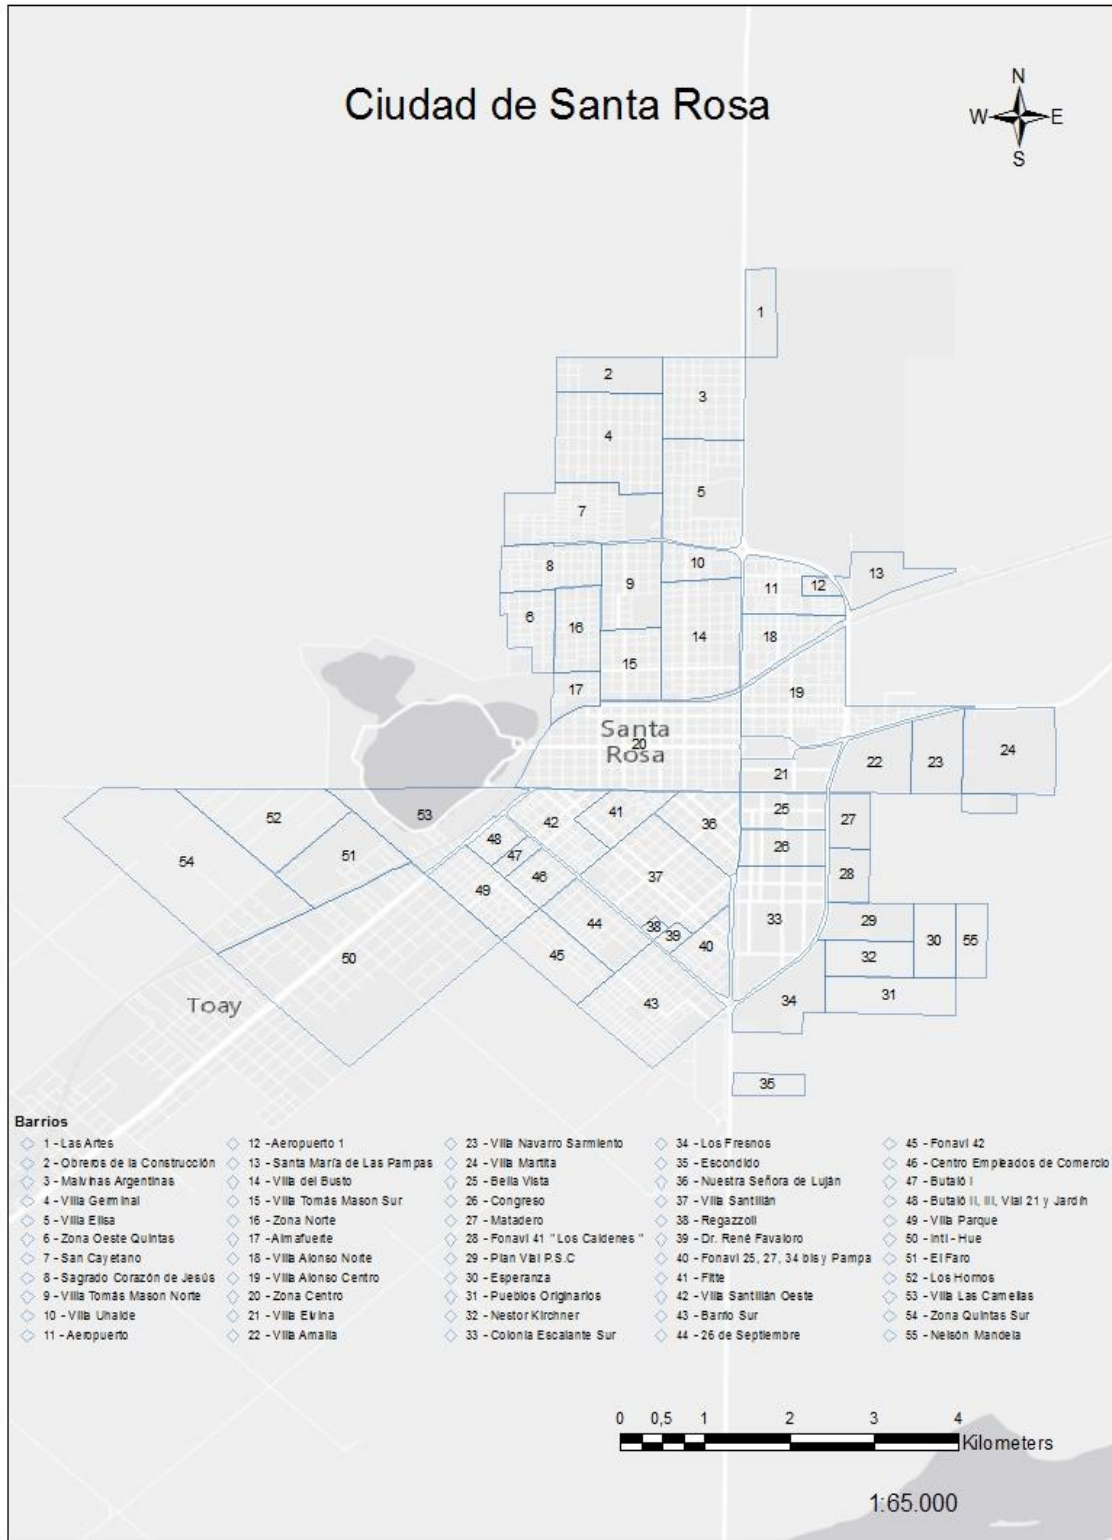 Ciudad de Santa Rosa
N
W E
S
1
2
3
4
5
7
10
8
9
11
12
13
6
16
14
18
15
17
19
Santa
Rosa
20
21
22
23
24
53
52
54
51
42
41
36
25
27
48
47
26
46
49
37
28
44
38
39
40
33
29
30
55
45
32
50
43
34
31
Toay
35
Barrios
1 - Las Artes
2 - Obreros de la Construcción
3 - Malvinas Argentinas
4 - Villa Germinal
5 - Villa Elisa
6 - Zona Oeste Quintas
7 - San Cayetano
8 - Sagrado Corazón de Jesús
9 - Villa Tomás Mason Norte
10 - Villa Uhalde
11 - Aeropuerto
12 - Aeropuerto 1
13 - Santa María de Las Pampas
14 - Villa del Busto
15 - Villa Tomás Mason Sur
16 - Zona Norte
17 - Almafuerte
18 - Villa Alonso Norte
19 - Villa Alonso Centro
20 - Zona Centro
21 - Villa Elvina
22 - Villa Amalia
23 - Villa Navarro Sarmiento
24 - Villa Martita
25 - Bella Vista
26 - Congreso
27 - Matadero
28 - Fonavi 41 " Los Caldenes "
29 - Plan Vial P.S.C
30 - Esperanza
31 - Pueblos Originarios
32 - Nestor Kirchner
33 - Colonia Escalante Sur
34 - Los Fresnos
35 - Escondido
36 - Nuestra Señora de Luján
37 - Villa Santillán
38 - Regazzoli
39 - Dr. René Favaloro
40 - Fonavi 25, 27, 34 bis y Pampa
41 - Fitte
42 - Villa Santillán Oeste
43 - Barrio Sur
44 - 26 de Septiembre
45 - Fonavi 42
46 - Centro Empleados de Comercio
47 - Butaló I
48 - Butaló II, III, Vial 21 y Jardín
49 - Villa Parque
50 - Inti - Hue
51 - El Faro
52 - Los Hornos
53 - Villa Las Camelias
54 - Zona Quintas Sur
55 - Nelsón Mandela
0 0,5 1 2 3 4
Kilometers
1:65.000